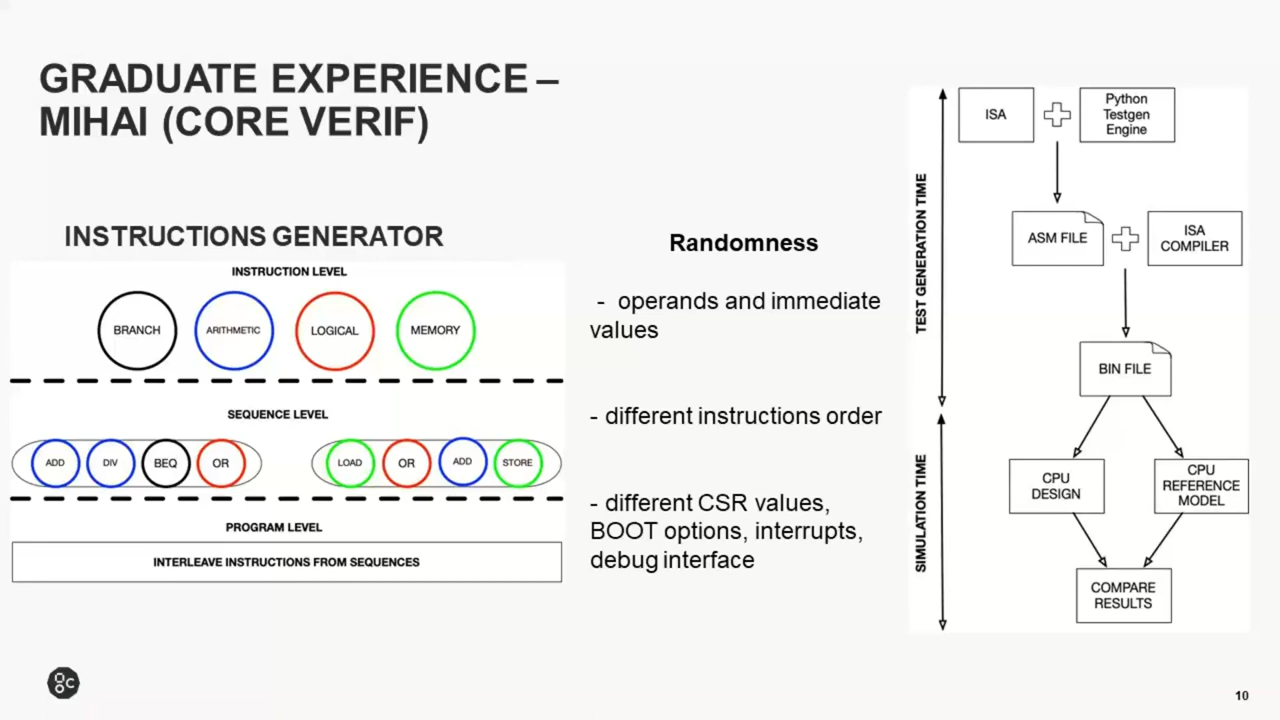 GRADUATE EXPERIENCE –
MIHAI (CORE VERIF)
INSTRUCTIONS GENERATOR
INSTRUCTION LEVEL
BRANCH
ARITHMETIC
LOGICAL
MEMORY
SEQUENCE LEVEL
ADD
DIV
BEQ
OR
LOAD
OR
ADD
STORE
PROGRAM LEVEL
INTERLEAVE INSTRUCTIONS FROM SEQUENCES
Randomness
- operands and immediate
values
- different instructions order
- different CSR values,
BOOT options, interrupts,
debug interface
TEST GENERATION TIME
ISA
Python
Testgen
Engine
ASM FILE
ISA
COMPILER
BIN FILE
SIMULATION TIME
CPU
DESIGN
CPU
REFERENCE
MODEL
COMPARE
RESULTS
gc
10